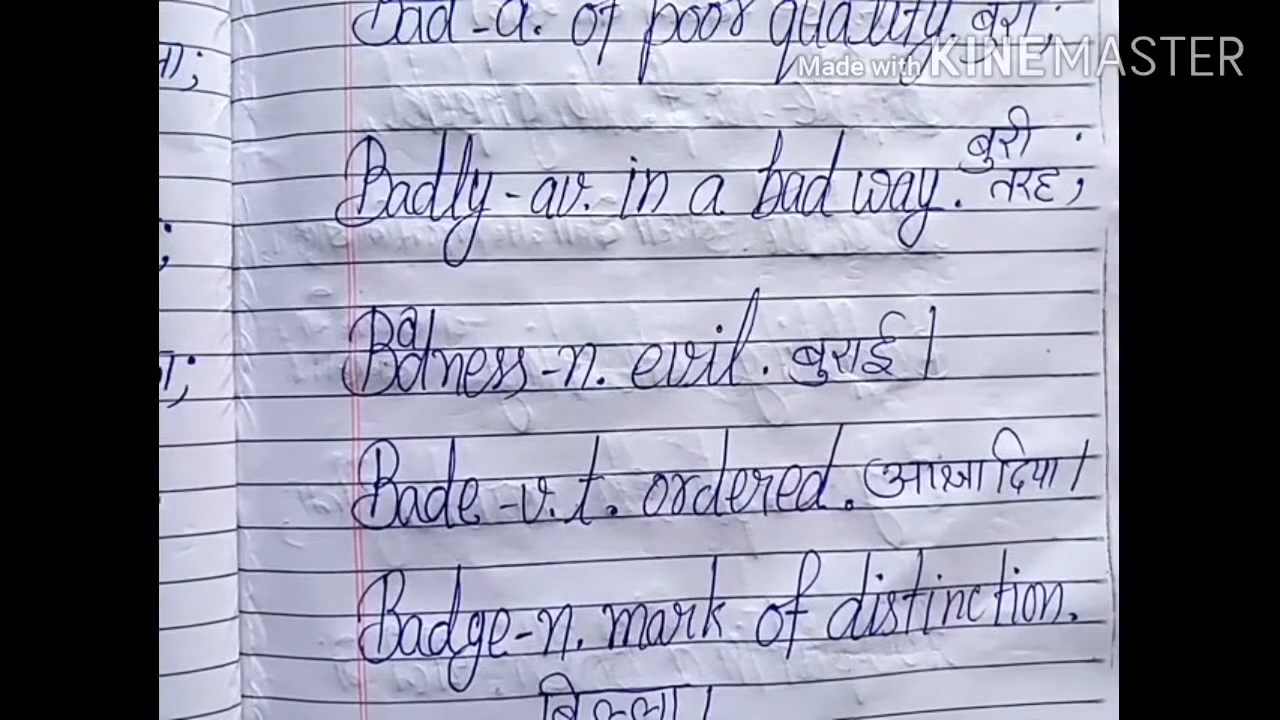 Bad-a. of poor quality. बुरा;
Made with KINEMASTER
Badly-av. in a bad way. बुरी तरह;
Badness-n. evil. बुराई।
Bade-v.t. ordered. आज्ञा दिया।
Badge-n. mark of distinction.
बिल्ला।